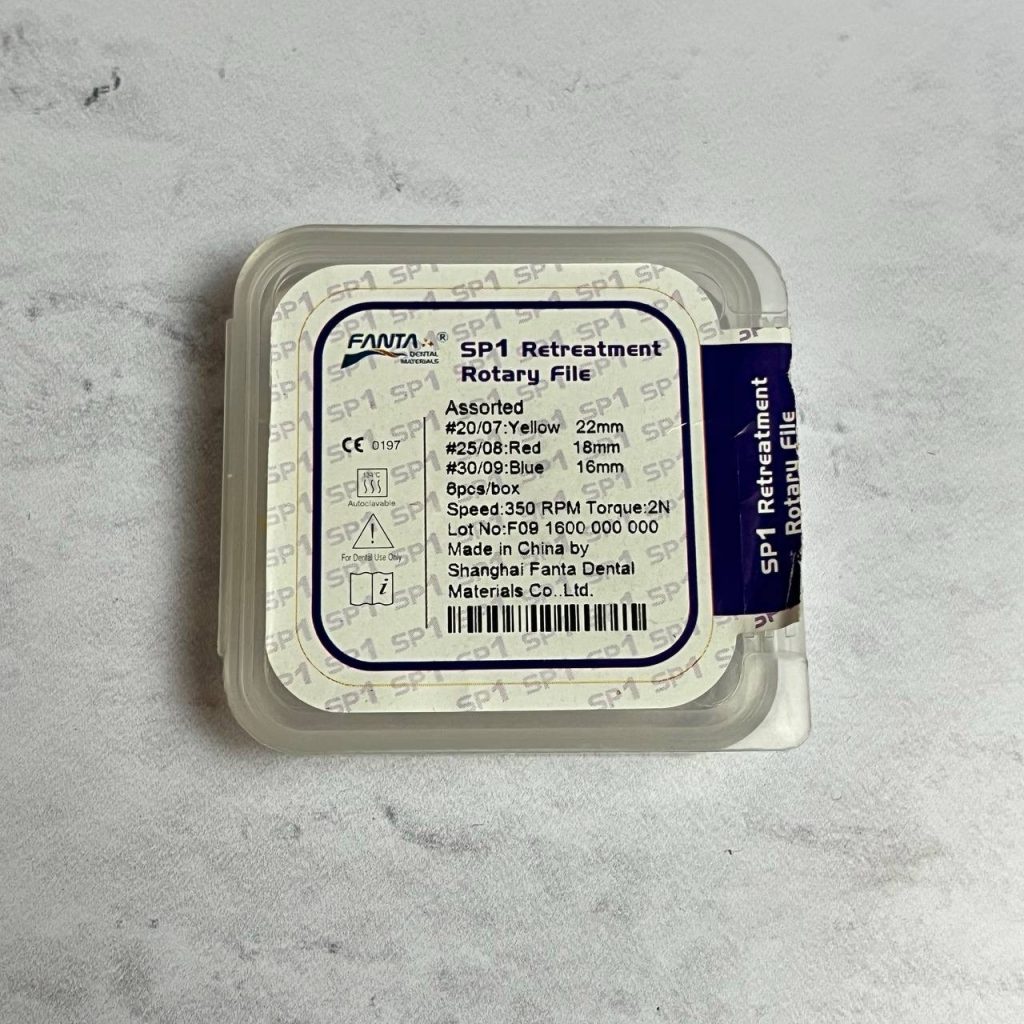 FANTA ®
DENTAL
MATERIALS
SP1 Retreatment
Rotary File
Assorted
#20/07:Yellow 22mm
#25/08:Red 18mm
#30/09:Blue 16mm
6pcs/box
Speed:350 RPM Torque:2N
Lot No:F09 1600 000 000
Made in China by
Shanghai Fanta Dental
Materials Co..Ltd.
CE 0197
134°C
Autoclavable
!
For Dental Use Only
i
SP1 Retreatment
Rotary File
SP1